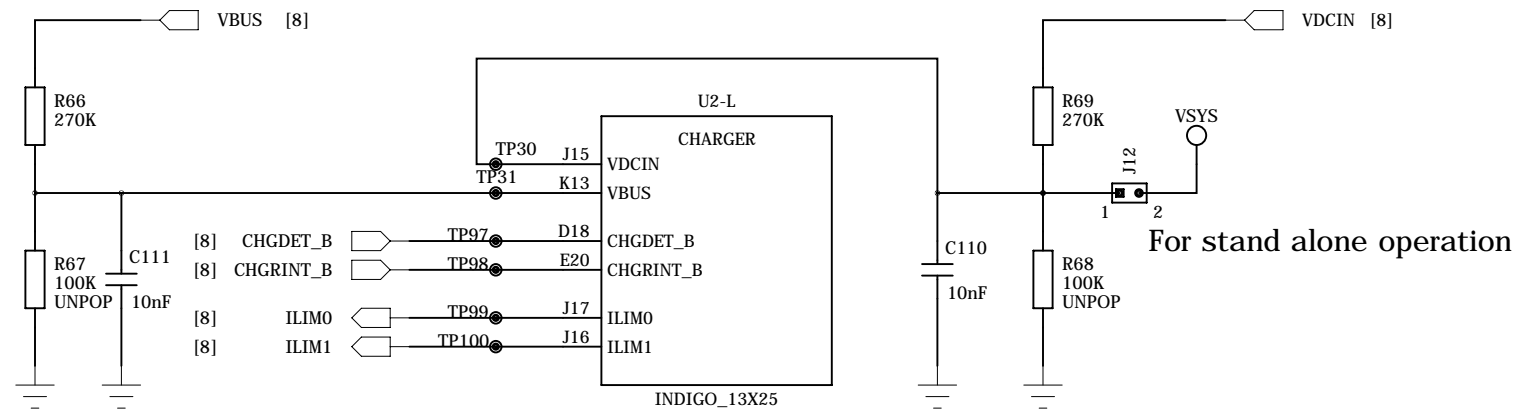 VBUS [8]
VDCIN [8]
R66
270K
U2-L
R69
270K
VSYS
CHARGER
J12
TP30
J15
VDCIN
TP31
K13
VBUS
1
2
[8] CHGDET_B
TP97
D18
CHGDET_B
For stand alone operation
[8] CHGRINT_B
TP98
E20
CHGRINT_B
R67
100K
UNPOP
C111
10nF
C110
10nF
R68
100K
UNPOP
[8] ILIM0
TP99
J17
ILIM0
[8] ILIM1
TP100
J16
ILIM1
INDIGO_13X25